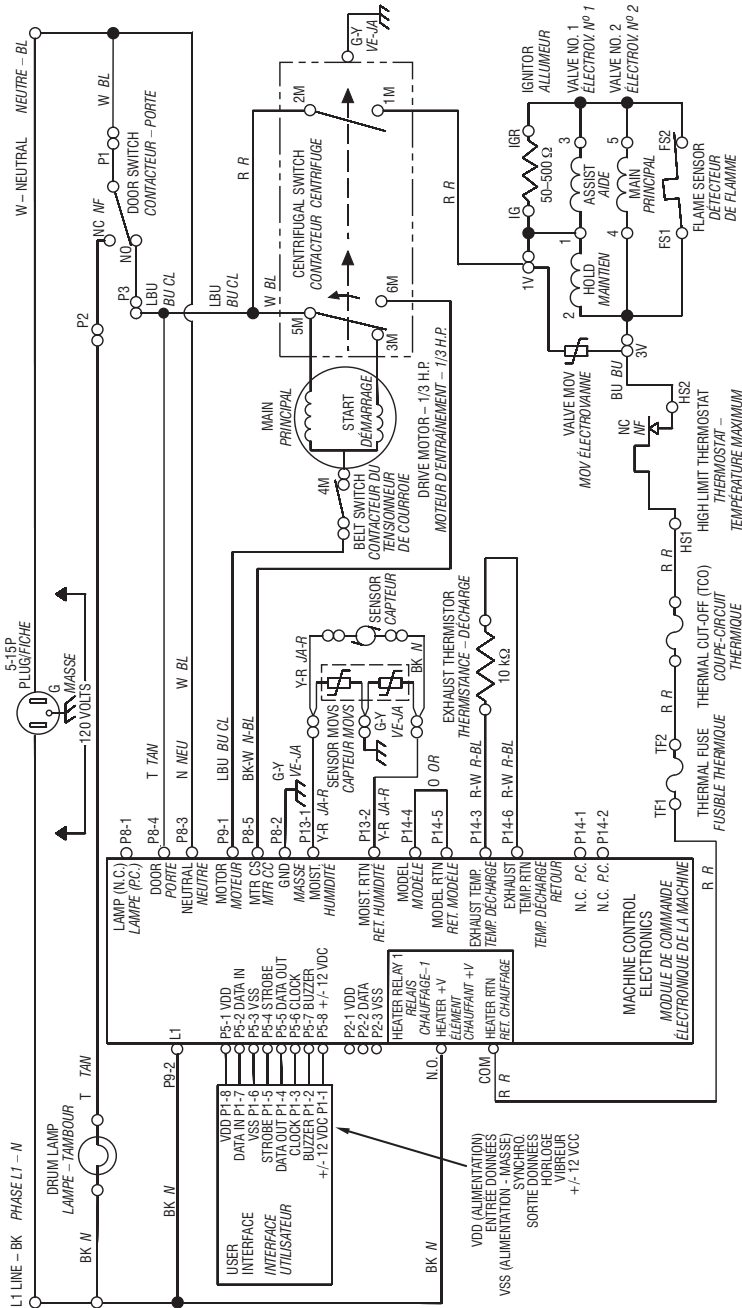 L1 LINE – BK PHASE L1 – N
5-15P
PLUG/FICHE
W – NEUTRAL NEUTRE – BL
G
MASSE
120 VOLTS
DRUM LAMP
LAMPE – TAMBOUR
BK N
T TAN
P2
NC NF
NO
P1
W BL
DOOR SWITCH
CONTACTEUR – PORTE
P3
LBU
BU CL
BK N
P9-2
L1
LAMP (N.C.)
LAMPE (P.C.)
P8-1
DOOR
PORTE
P8-4
T TAN
NEUTRAL
NEUTRE
P8-3
N NEU
W BL
MOTOR
MOTEUR
P9-1
LBU BU CL
MTR CS
MTR CC
P8-5
BK-W N-BL
GND
MASSE
P8-2
G-Y
VE-JA
MOIST.
HUMIDITÉ
P13-1
Y-R JA-R
MOIST. RTN
RET. HUMIDITÉ
P13-2
Y-R JA-R
MODEL
MODÈLE
P14-4
MODEL RTN
RET. MODÈLE
P14-5
O OR
EXHAUST TEMP.
TEMP. DÉCHARGE
P14-3
R-W R-BL
EXHAUST
TEMP. RTN
TEMP. DÉCHARGE
RETOUR
P14-6
R-W R-BL
N.C. P.C.
P14-1
N.C. P.C.
P14-2
MACHINE CONTROL
ELECTRONICS
MODULE DE COMMANDE
ÉLECTRONIQUE DE LA MACHINE
USER
INTERFACE
INTERFACE
UTILISATEUR
VDD P1-8
DATA IN P1-7
VSS P1-6
STROBE P1-5
DATA OUT P1-4
CLOCK P1-3
BUZZER P1-2
+/- 12 VDC P1-1
P5-1 VDD
P5-2 DATA IN
P5-3 VSS
P5-4 STROBE
P5-5 DATA OUT
P5-6 CLOCK
P5-7 BUZZER
P5-8 +/- 12 VDC
P2-1 VDD
P2-2 DATA
P2-3 VSS
HEATER RELAY 1
RELAIS
CHAUFFAGE–1
HEATER +V
ÉLÉMENT
CHAUFFANT +V
HEATER RTN
RET. CHAUFFAGE
N.O.
COM
R R
BK N
VDD (ALIMENTATION)
ENTRÉE DONNÉES
VSS (ALIMENTATION - MASSE)
SYNCHRO.
SORTIE DONNÉES
HORLOGE
VIBREUR
+/- 12 VCC
LBU
BU CL
W BL
R R
CENTRIFUGAL SWITCH
CONTACTEUR CENTRIFUGE
5M
6M
3M
2M
1M
G-Y
VE-JA
MAIN
PRINCIPAL
START
DÉMARRAGE
4M
BELT SWITCH
CONTACTEUR DU
TENSIONNEUR
DE COURROIE
DRIVE MOTOR – 1/3 H.P.
MOTEUR D'ENTRAÎNEMENT – 1/3 H.P.
Y-R JA-R
SENSOR
CAPTEUR
SENSOR MOVS
CAPTEUR MOVS
G-Y
VE-JA
BK N
EXHAUST THERMISTOR
THERMISTANCE – DÉCHARGE
10 kΩ
R R
1V
IG
IGR
50–500 Ω
IGNITOR
ALLUMEUR
1
3
ASSIST
AIDE
VALVE NO. 1
ÉLECTROV. Nº 1
2
HOLD
MAINTIEN
4
5
MAIN
PRINCIPAL
VALVE NO. 2
ÉLECTROV. Nº 2
FS1
FS2
FLAME SENSOR
DÉTECTEUR
DE FLAMME
VALVE MOV
MOV ÉLECTROVANNE
3V
BU BU
HS2
NC
NF
HS1
HIGH LIMIT THERMOSTAT
THERMOSTAT –
TEMPÉRATURE MAXIMUM
R R
THERMAL CUT-OFF (TCO)
COUPE-CIRCUIT
THERMIQUE
R R
TF2
TF1
THERMAL FUSE
FUSIBLE THERMIQUE
R R